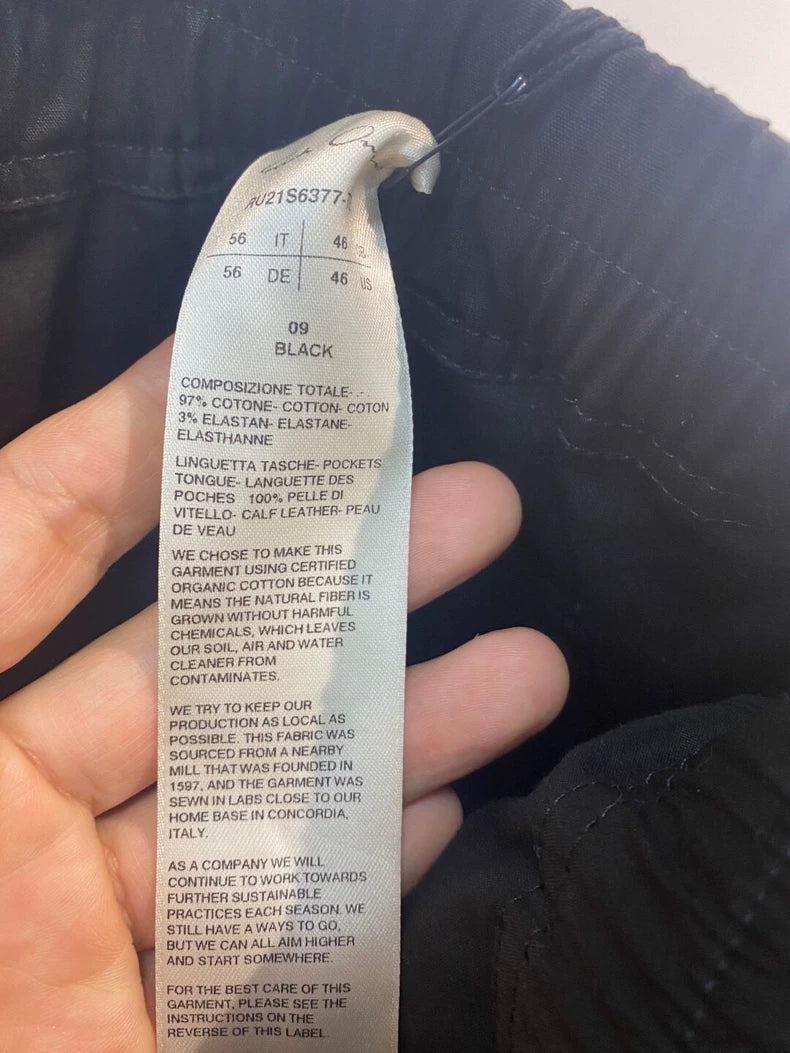 RU21S6377-1
56 IT 46 GB
56 DE 46 US
09
BLACK
COMPOSIZIONE TOTALE- -
97% COTONE- COTTON- COTON
3% ELASTAN- ELASTANE-
ELASTHANNE
LINGUETTA TASCHE- POCKETS
TONGUE- LANGUETTE DES
POCHES 100% PELLE DI
VITELLO- CALF LEATHER- PEAU
DE VEAU
WE CHOSE TO MAKE THIS
GARMENT USING CERTIFIED
ORGANIC COTTON BECAUSE IT
MEANS THE NATURAL FIBER IS
GROWN WITHOUT HARMFUL
CHEMICALS, WHICH LEAVES
OUR SOIL, AIR AND WATER
CLEANER FROM
CONTAMINATES.
WE TRY TO KEEP OUR
PRODUCTION AS LOCAL AS
POSSIBLE. THIS FABRIC WAS
SOURCED FROM A NEARBY
MILL THAT WAS FOUNDED IN
1597, AND THE GARMENT WAS
SEWN IN LABS CLOSE TO OUR
HOME BASE IN CONCORDIA,
ITALY.
AS A COMPANY WE WILL
CONTINUE TO WORK TOWARDS
FURTHER SUSTAINABLE
PRACTICES EACH SEASON. WE
STILL HAVE A WAYS TO GO,
BUT WE CAN ALL AIM HIGHER
AND START SOMEWHERE.
FOR THE BEST CARE OF THIS
GARMENT, PLEASE SEE THE
INSTRUCTIONS ON THE
REVERSE OF THIS LABEL.